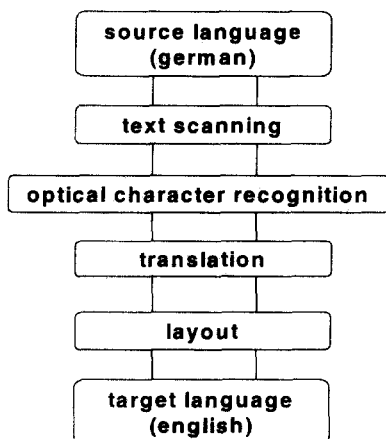 source language
(german)
text scanning
optical character recognition
translation
layout
target language
(english)